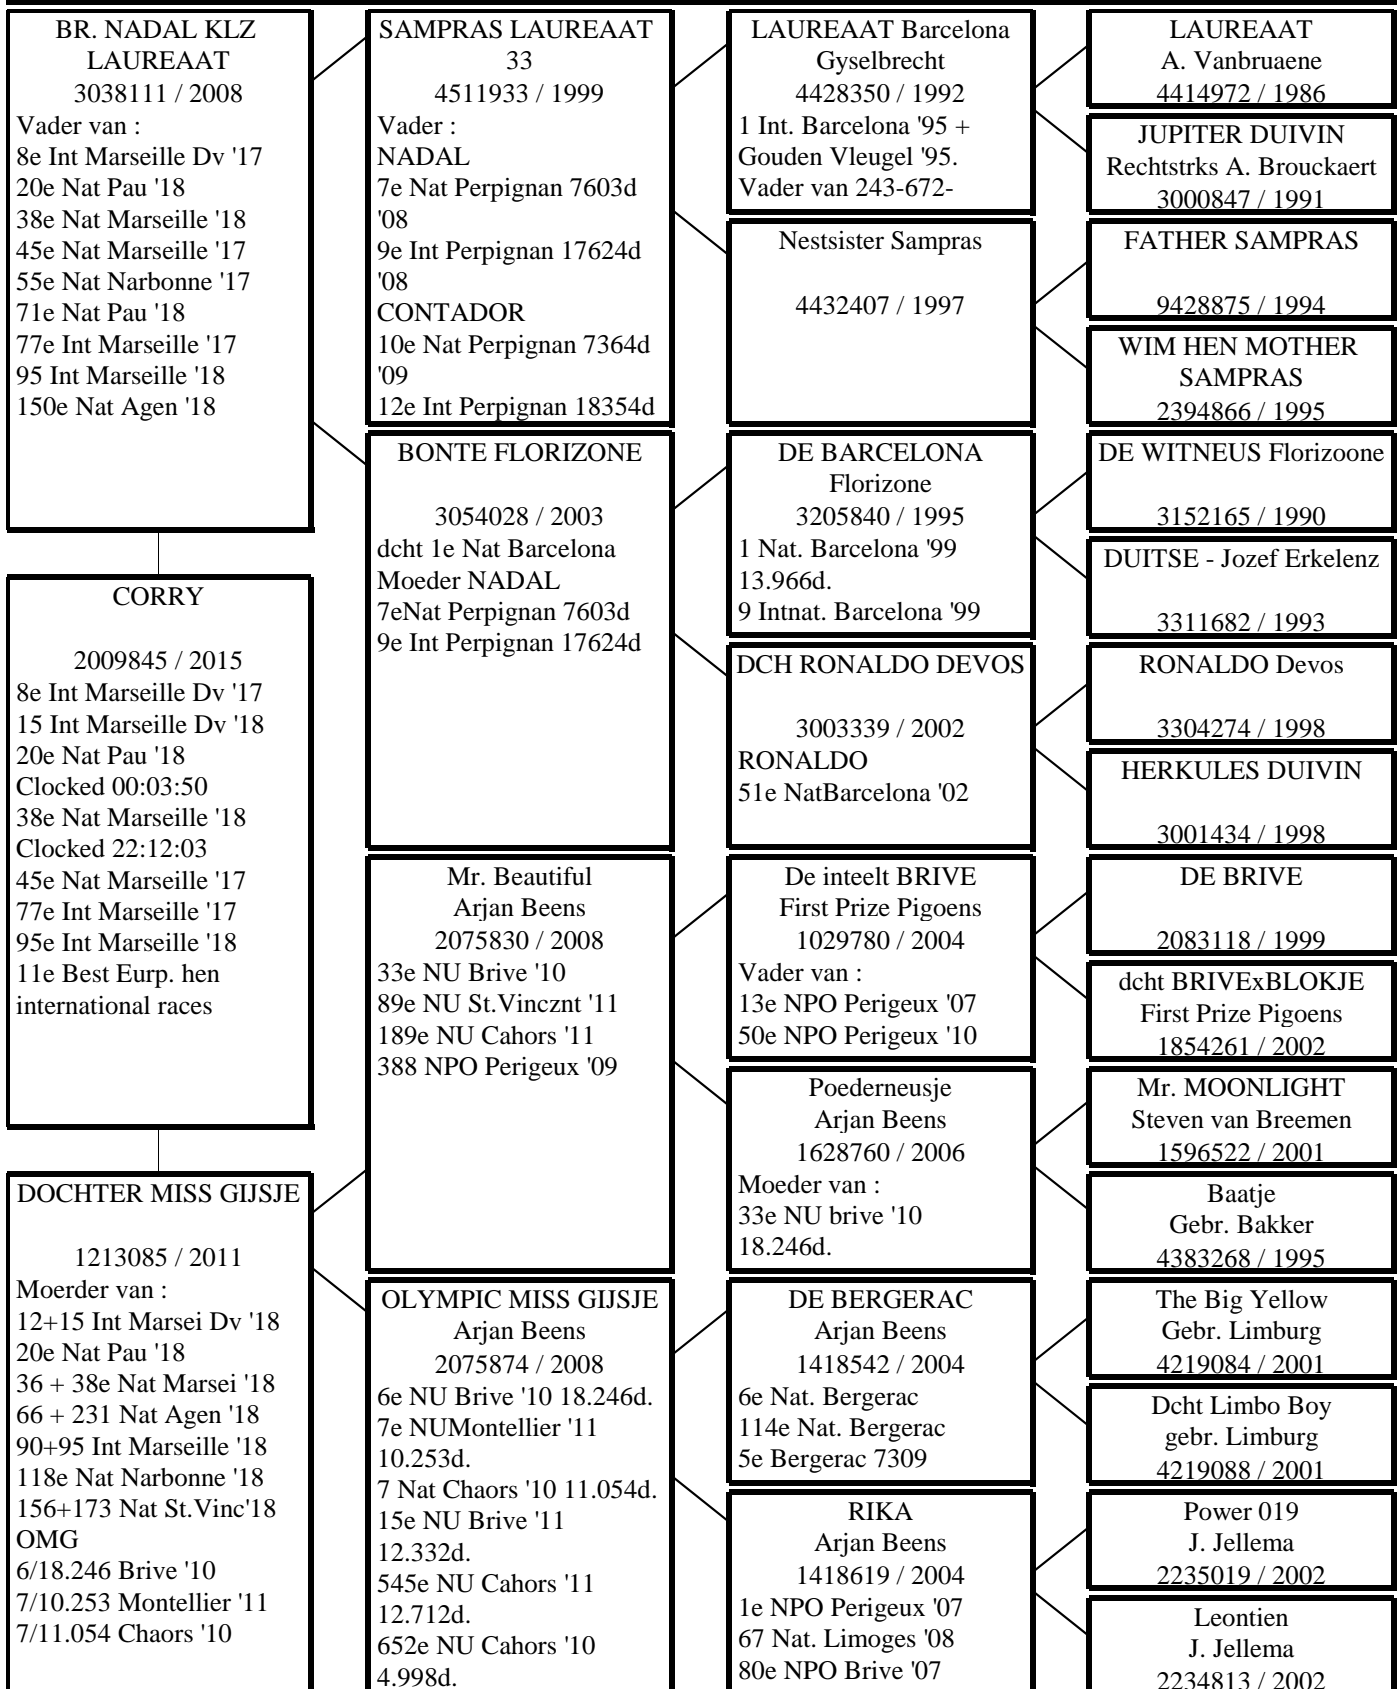 BR. NADAL KLZ
LAUREAAT
3038111 / 2008
Vader van :
8e Int Marseille Dv '17
20e Nat Pau '18
38e Nat Marseille '18
45e Nat Marseille '17
55e Nat Narbonne '17
71e Nat Pau '18
77e Int Marseille '17
95 Int Marseille '18
150e Nat Agen '18
CORRY
2009845 / 2015
8e Int Marseille Dv '17
15 Int Marseille Dv '18
20e Nat Pau '18
Clocked 00:03:50
38e Nat Marseille '18
Clocked 22:12:03
45e Nat Marseille '17
77e Int Marseille '17
95e Int Marseille '18
11e Best Eurp. hen
international races
DOCHTER MISS GIJSJE
1213085 / 2011
Moerder van :
12+15 Int Marsei Dv '18
20e Nat Pau '18
36 + 38e Nat Marsei '18
66 + 231 Nat Agen '18
90+95 Int Marseille '18
118e Nat Narbonne '18
156+173 Nat St.Vinc'18
OMG
6/18.246 Brive '10
7/10.253 Montellier '11
7/11.054 Chaors '10
SAMPRAS LAUREAAT
33
4511933 / 1999
Vader :
NADAL
7e Nat Perpignan 7603d
'08
9e Int Perpignan 17624d
'08
CONTADOR
10e Nat Perpignan 7364d
'09
12e Int Perpignan 18354d
BONTE FLORIZONE
3054028 / 2003
dcht 1e Nat Barcelona
Moeder NADAL
7eNat Perpignan 7603d
9e Int Perpignan 17624d
Mr. Beautiful
Arjan Beens
2075830 / 2008
33e NU Brive '10
89e NU St.Vincznt '11
189e NU Cahors '11
388 NPO Perigeux '09
OLYMPIC MISS GIJSJE
Arjan Beens
2075874 / 2008
6e NU Brive '10 18.246d.
7e NUMontellier '11
10.253d.
7 Nat Chaors '10 11.054d.
15e NU Brive '11
12.332d.
545e NU Cahors '11
12.712d.
652e NU Cahors '10
4.998d.
LAUREAAT Barcelona
Gyselbrecht
4428350 / 1992
1 Int. Barcelona '95 +
Gouden Vleugel '95.
Vader van 243-672-
Nestsister Sampras
4432407 / 1997
DE BARCELONA
Florizone
3205840 / 1995
1 Nat. Barcelona '99
13.966d.
9 Intnat. Barcelona '99
DCH RONALDO DEVOS
3003339 / 2002
RONALDO
51e NatBarcelona '02
De inteelt BRIVE
First Prize Pigoens
1029780 / 2004
Vader van :
13e NPO Perigeux '07
50e NPO Perigeux '10
Poederneusje
Arjan Beens
1628760 / 2006
Moeder van :
33e NU brive '10
18.246d.
DE BERGERAC
Arjan Beens
1418542 / 2004
6e Nat. Bergerac
114e Nat. Bergerac
5e Bergerac 7309
RIKA
Arjan Beens
1418619 / 2004
1e NPO Perigeux '07
67 Nat. Limoges '08
80e NPO Brive '07
LAUREAAT
A. Vanbruaene
4414972 / 1986
JUPITER DUIVIN
Rechtstrks A. Brouckaert
3000847 / 1991
FATHER SAMPRAS
9428875 / 1994
WIM HEN MOTHER
SAMPRAS
2394866 / 1995
DE WITNEUS Florizoone
3152165 / 1990
DUITSE - Jozef Erkelenz
3311682 / 1993
RONALDO Devos
3304274 / 1998
HERKULES DUIVIN
3001434 / 1998
DE BRIVE
2083118 / 1999
dcht BRIVExBLOKJE
First Prize Pigoens
1854261 / 2002
Mr. MOONLIGHT
Steven van Breemen
1596522 / 2001
Baatje
Gebr. Bakker
4383268 / 1995
The Big Yellow
Gebr. Limburg
4219084 / 2001
Dcht Limbo Boy
gebr. Limburg
4219088 / 2001
Power 019
J. Jellema
2235019 / 2002
Leontien
J. Jellema
2234813 / 2002